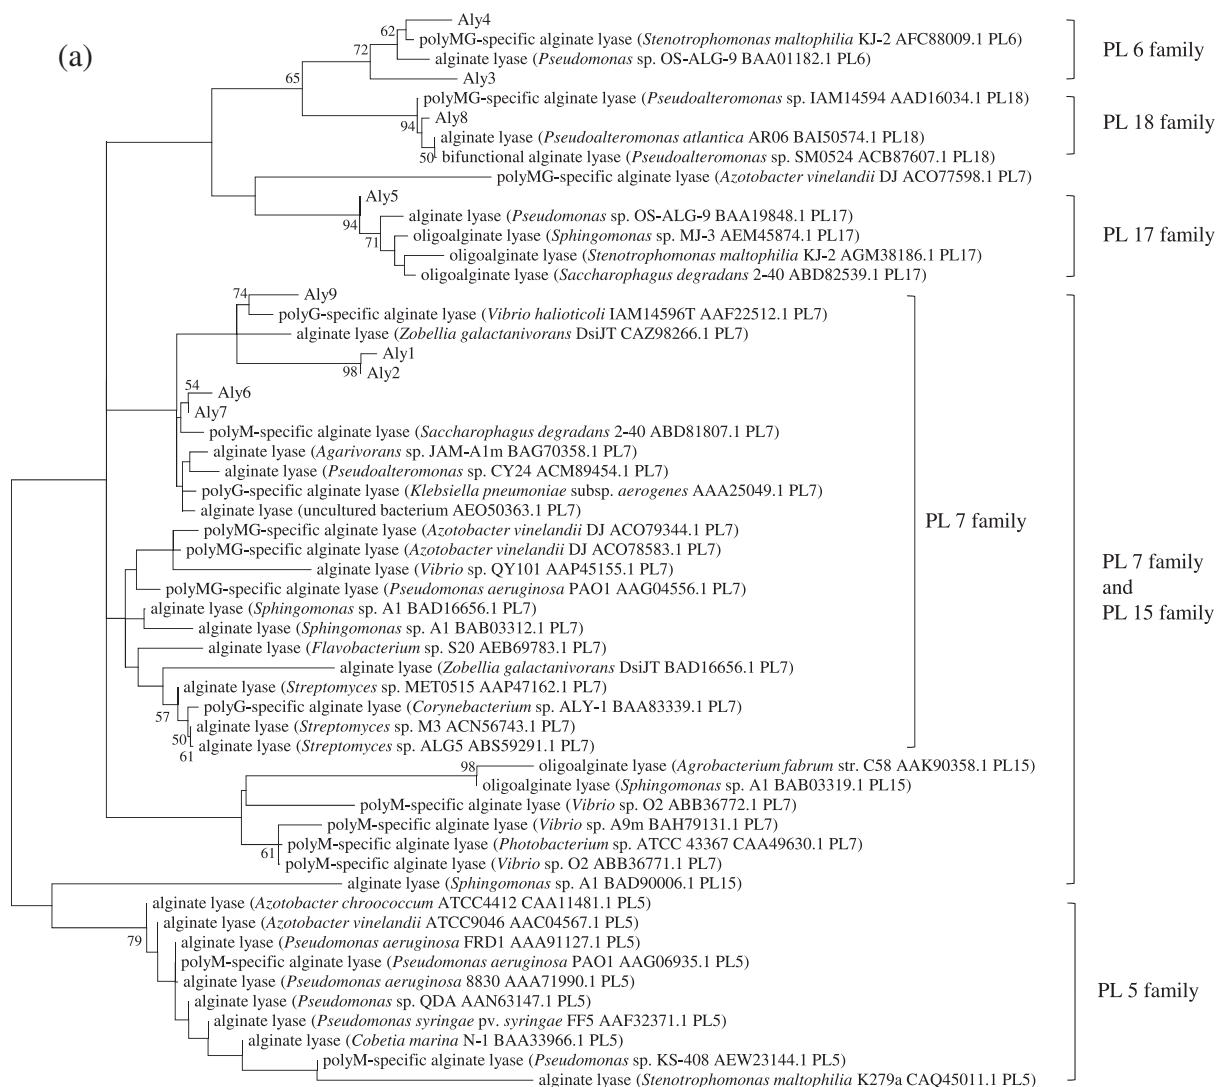 (a)
62
Aly4
polyMG-specific alginate lyase (Stenotrophomonas maltophilia KJ-2 AFC88009.1 PL6)
72
alginate lyase (Pseudomonas sp. OS-ALG-9 BAA01182.1 PL6)
PL 6 family
65
Aly3
polyMG-specific alginate lyase (Pseudoalteromonas sp. IAM14594 AAD16034.1 PL18)
94
Aly8
PL 18 family
alginate lyase (Pseudoalteromonas atlantica AR06 BAI50574.1 PL18)
50
bifunctional alginate lyase (Pseudoalteromonas sp. SM0524 ACB87607.1 PL18)
polyMG-specific alginate lyase (Azotobacter vinelandii DJ ACO77598.1 PL7)
Aly5
94
alginate lyase (Pseudomonas sp. OS-ALG-9 BAA19848.1 PL17)
71
oligoalginate lyase (Sphingomonas sp. MJ-3 AEM45874.1 PL17)
PL 17 family
oligoalginate lyase (Stenotrophomonas maltophilia KJ-2 AGM38186.1 PL17)
oligoalginate lyase (Saccharophagus degradans 2-40 ABD82539.1 PL17)
74
Aly9
polyG-specific alginate lyase (Vibrio halioticoli IAM14596T AAF22512.1 PL7)
alginate lyase (Zobellia galactanivorans DsiJT CAZ98266.1 PL7)
Aly1
98
Aly2
54
Aly6
Aly7
polyM-specific alginate lyase (Saccharophagus degradans 2-40 ABD81807.1 PL7)
alginate lyase (Agarivorans sp. JAM-A1m BAG70358.1 PL7)
alginate lyase (Pseudoalteromonas sp. CY24 ACM89454.1 PL7)
polyG-specific alginate lyase (Klebsiella pneumoniae subsp. aerogenes AAA25049.1 PL7)
alginate lyase (uncultured bacterium AEO50363.1 PL7)
PL 7 family
polyMG-specific alginate lyase (Azotobacter vinelandii DJ ACO79344.1 PL7)
polyMG-specific alginate lyase (Azotobacter vinelandii DJ ACO78583.1 PL7)
alginate lyase (Vibrio sp. QY101 AAP45155.1 PL7)
polyMG-specific alginate lyase (Pseudomonas aeruginosa PAO1 AAG04556.1 PL7)
PL 7 family
and
PL 15 family
alginate lyase (Sphingomonas sp. A1 BAD16656.1 PL7)
alginate lyase (Sphingomonas sp. A1 BAB03312.1 PL7)
alginate lyase (Flavobacterium sp. S20 AEB69783.1 PL7)
alginate lyase (Zobellia galactanivorans DsiJT BAD16656.1 PL7)
alginate lyase (Streptomyces sp. MET0515 AAP47162.1 PL7)
57
polyG-specific alginate lyase (Corynebacterium sp. ALY-1 BAA83339.1 PL7)
50
alginate lyase (Streptomyces sp. M3 ACN56743.1 PL7)
61
alginate lyase (Streptomyces sp. ALG5 ABS59291.1 PL7)
98
oligoalginate lyase (Agrobacterium fabrum str. C58 AAK90358.1 PL15)
oligoalginate lyase (Sphingomonas sp. A1 BAB03319.1 PL15)
polyM-specific alginate lyase (Vibrio sp. O2 ABB36772.1 PL7)
polyM-specific alginate lyase (Vibrio sp. A9m BAH79131.1 PL7)
61
polyM-specific alginate lyase (Photobacterium sp. ATCC 43367 CAA49630.1 PL7)
polyM-specific alginate lyase (Vibrio sp. O2 ABB36771.1 PL7)
alginate lyase (Sphingomonas sp. A1 BAD90006.1 PL15)
alginate lyase (Azotobacter chroococcum ATCC4412 CAA11481.1 PL5)
alginate lyase (Azotobacter vinelandii ATCC9046 AAC04567.1 PL5)
79
alginate lyase (Pseudomonas aeruginosa FRD1 AAA91127.1 PL5)
polyM-specific alginate lyase (Pseudomonas aeruginosa PAO1 AAG06935.1 PL5)
alginate lyase (Pseudomonas aeruginosa 8830 AAA71990.1 PL5)
PL 5 family
alginate lyase (Pseudomonas sp. QDA AAN63147.1 PL5)
alginate lyase (Pseudomonas syringae pv. syringae FF5 AAF32371.1 PL5)
alginate lyase (Cobetia marina N-1 BAA33966.1 PL5)
polyM-specific alginate lyase (Pseudomonas sp. KS-408 AEW23144.1 PL5)
alginate lyase (Stenotrophomonas maltophilia K279a CAQ45011.1 PL5)